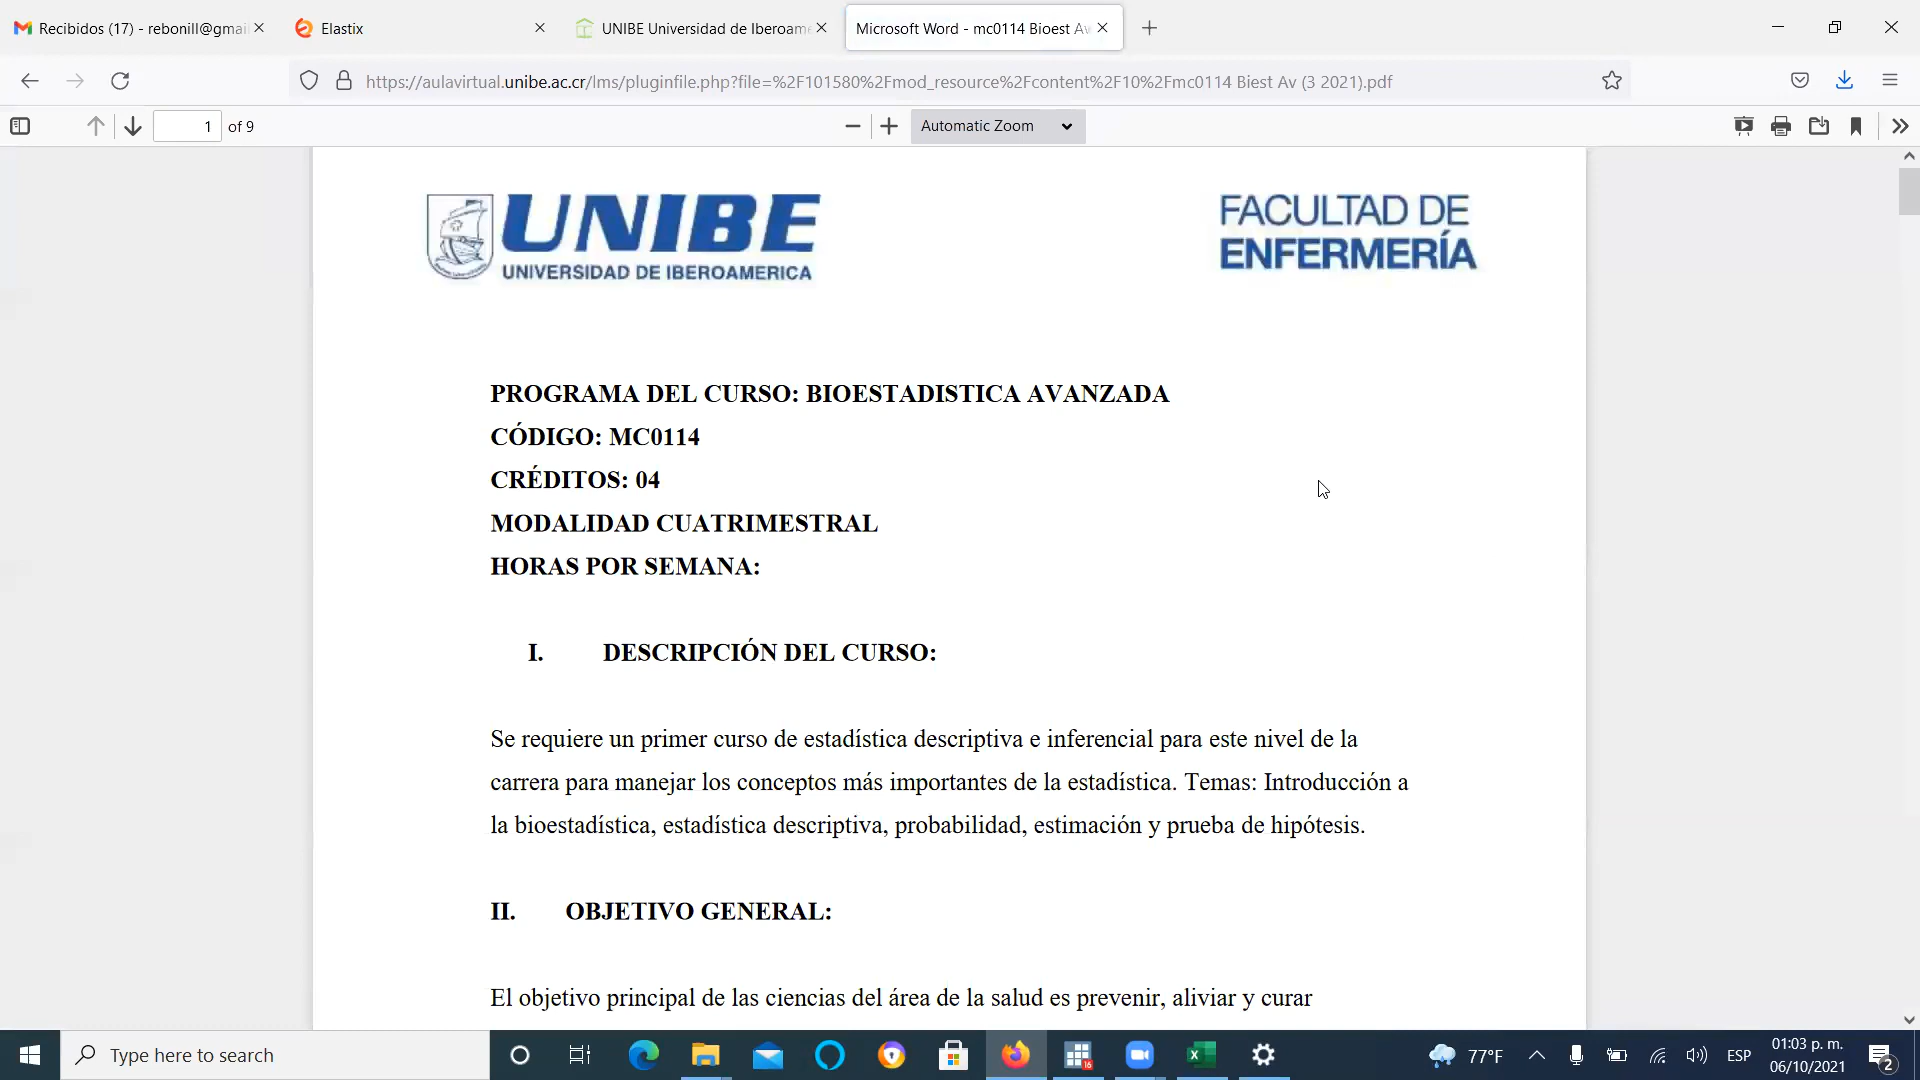 Recibidos (17) - rebonill@gmai
Elastix
UNIBE Universidad de Iberoame
Microsoft Word - mc0114 Bioest Av
https://aulavirtual.unibe.ac.cr/lms/pluginfile.php?file=%2F101580%2Fmod_resource%2Fcontent%2F10%2Fmc0114 Biest Av (3 2021).pdf
1 of 9
Automatic Zoom
UNIBE
UNIVERSIDAD DE IBEROAMERICA
FACULTAD DE
ENFERMERÍA
PROGRAMA DEL CURSO: BIOESTADISTICA AVANZADA
CÓDIGO: MC0114
CRÉDITOS: 04
MODALIDAD CUATRIMESTRAL
HORAS POR SEMANA:
I. DESCRIPCIÓN DEL CURSO:
Se requiere un primer curso de estadística descriptiva e inferencial para este nivel de la
carrera para manejar los conceptos más importantes de la estadística. Temas: Introducción a
la bioestadística, estadística descriptiva, probabilidad, estimación y prueba de hipótesis.
II. OBJETIVO GENERAL:
El objetivo principal de las ciencias del área de la salud es prevenir, aliviar y curar
Type here to search
16
77°F
ESP
01:03 p. m.
06/10/2021
2